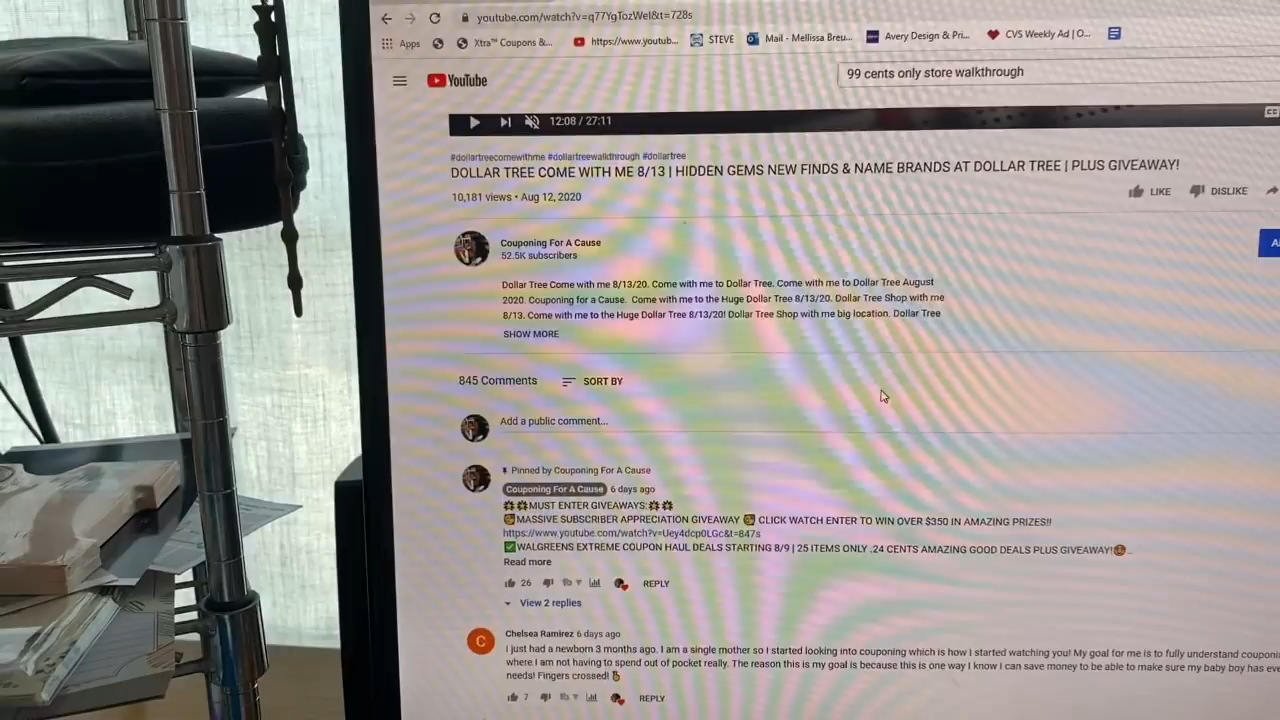 youtube.com/watch?v=q77YgTozWeI&t=728s
Apps Xtra™ Coupons &... https://www.youtub... STEVE Mail - Mellissa Breu... Avery Design & Pri... CVS Weekly Ad | O...
YouTube 99 cents only store walkthrough
12:08 / 27:11 CC
#dollartreecomewithme #dollartreewalkthrough #dollartree
DOLLAR TREE COME WITH ME 8/13 | HIDDEN GEMS NEW FINDS & NAME BRANDS AT DOLLAR TREE | PLUS GIVEAWAY!
10,181 views • Aug 12, 2020 LIKE DISLIKE
Couponing For A Cause
52.5K subscribers
Dollar Tree Come with me 8/13/20. Come with me to Dollar Tree. Come with me to Dollar Tree August
2020. Couponing for a Cause. Come with me to the Huge Dollar Tree 8/13/20. Dollar Tree Shop with me
8/13. Come with me to the Huge Dollar Tree 8/13/20! Dollar Tree Shop with me big location. Dollar Tree
SHOW MORE
845 Comments SORT BY
Add a public comment...
Pinned by Couponing For A Cause
Couponing For A Cause 6 days ago
MUST ENTER GIVEAWAYS:
MASSIVE SUBSCRIBER APPRECIATION GIVEAWAY CLICK WATCH ENTER TO WIN OVER $350 IN AMAZING PRIZES!!
https://www.youtube.com/watch?v=Uey4dcp0LGc&t=847s
WALGREENS EXTREME COUPON HAUL DEALS STARTING 8/9 | 25 ITEMS ONLY .24 CENTS AMAZING GOOD DEALS PLUS GIVEAWAY!
Read more
26 REPLY
View 2 replies
C Chelsea Ramirez 6 days ago
I just had a newborn 3 months ago. I am a single mother so I started looking into couponing which is how I started watching you! My goal for me is to fully understand couponi
where I am not having to spend out of pocket really. The reason this is my goal is because this is one way I know I can save money to be able to make sure my baby boy has eve
needs! Fingers crossed!
7 REPLY